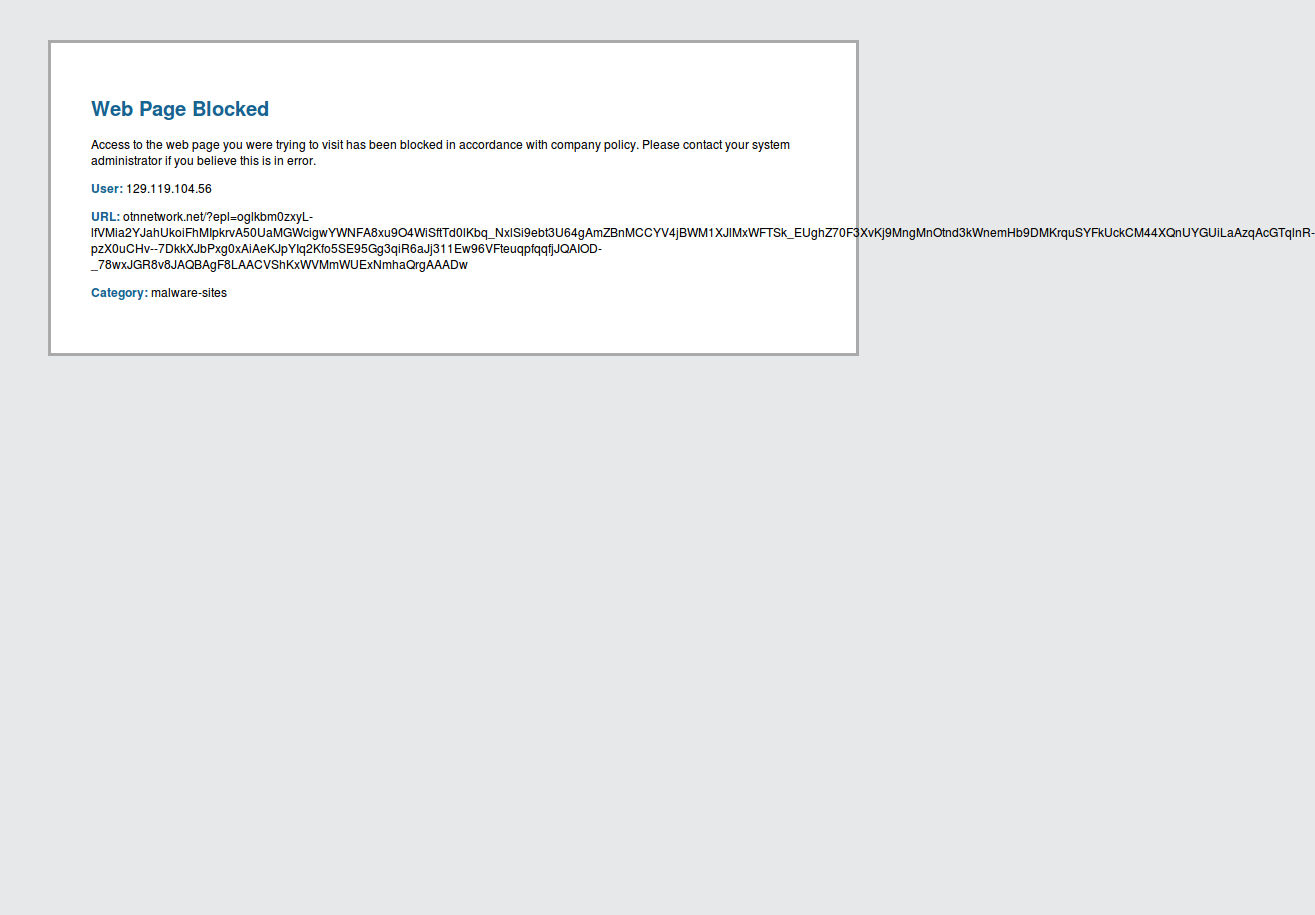 Web Page Blocked
Access to the web page you were trying to visit has been blocked in accordance with company policy. Please contact your system
administrator if you believe this is in error.
User: 129.119.104.56
URL: otnnetwork.net/?epl=oglkbm0zxyL-
lfVMia2YJahUkoiFhMIpkrvA50UaMGWcigwYWNFA8xu9O4WiSftTd0lKbq_NxlSi9ebt3U64gAmZBnMCCYV4jBWM1XJlMxWFTSk_EUghZ70F3XvKj9MngMnOtnd3kWnemHb9DMKrquSYFkUckCM44XQnUYGUiLaAzqAcGTqlnR-
pzX0uCHv--7DkkXJbPxg0xAiAeKJpYIq2Kfo5SE95Gg3qiR6aJj311Ew96VFteuqpfqqfjJQAIOD-
_78wxJGR8v8JAQBAgF8LAACVShKxWVMmWUExNmhaQrgAAADw
Category: malware-sites